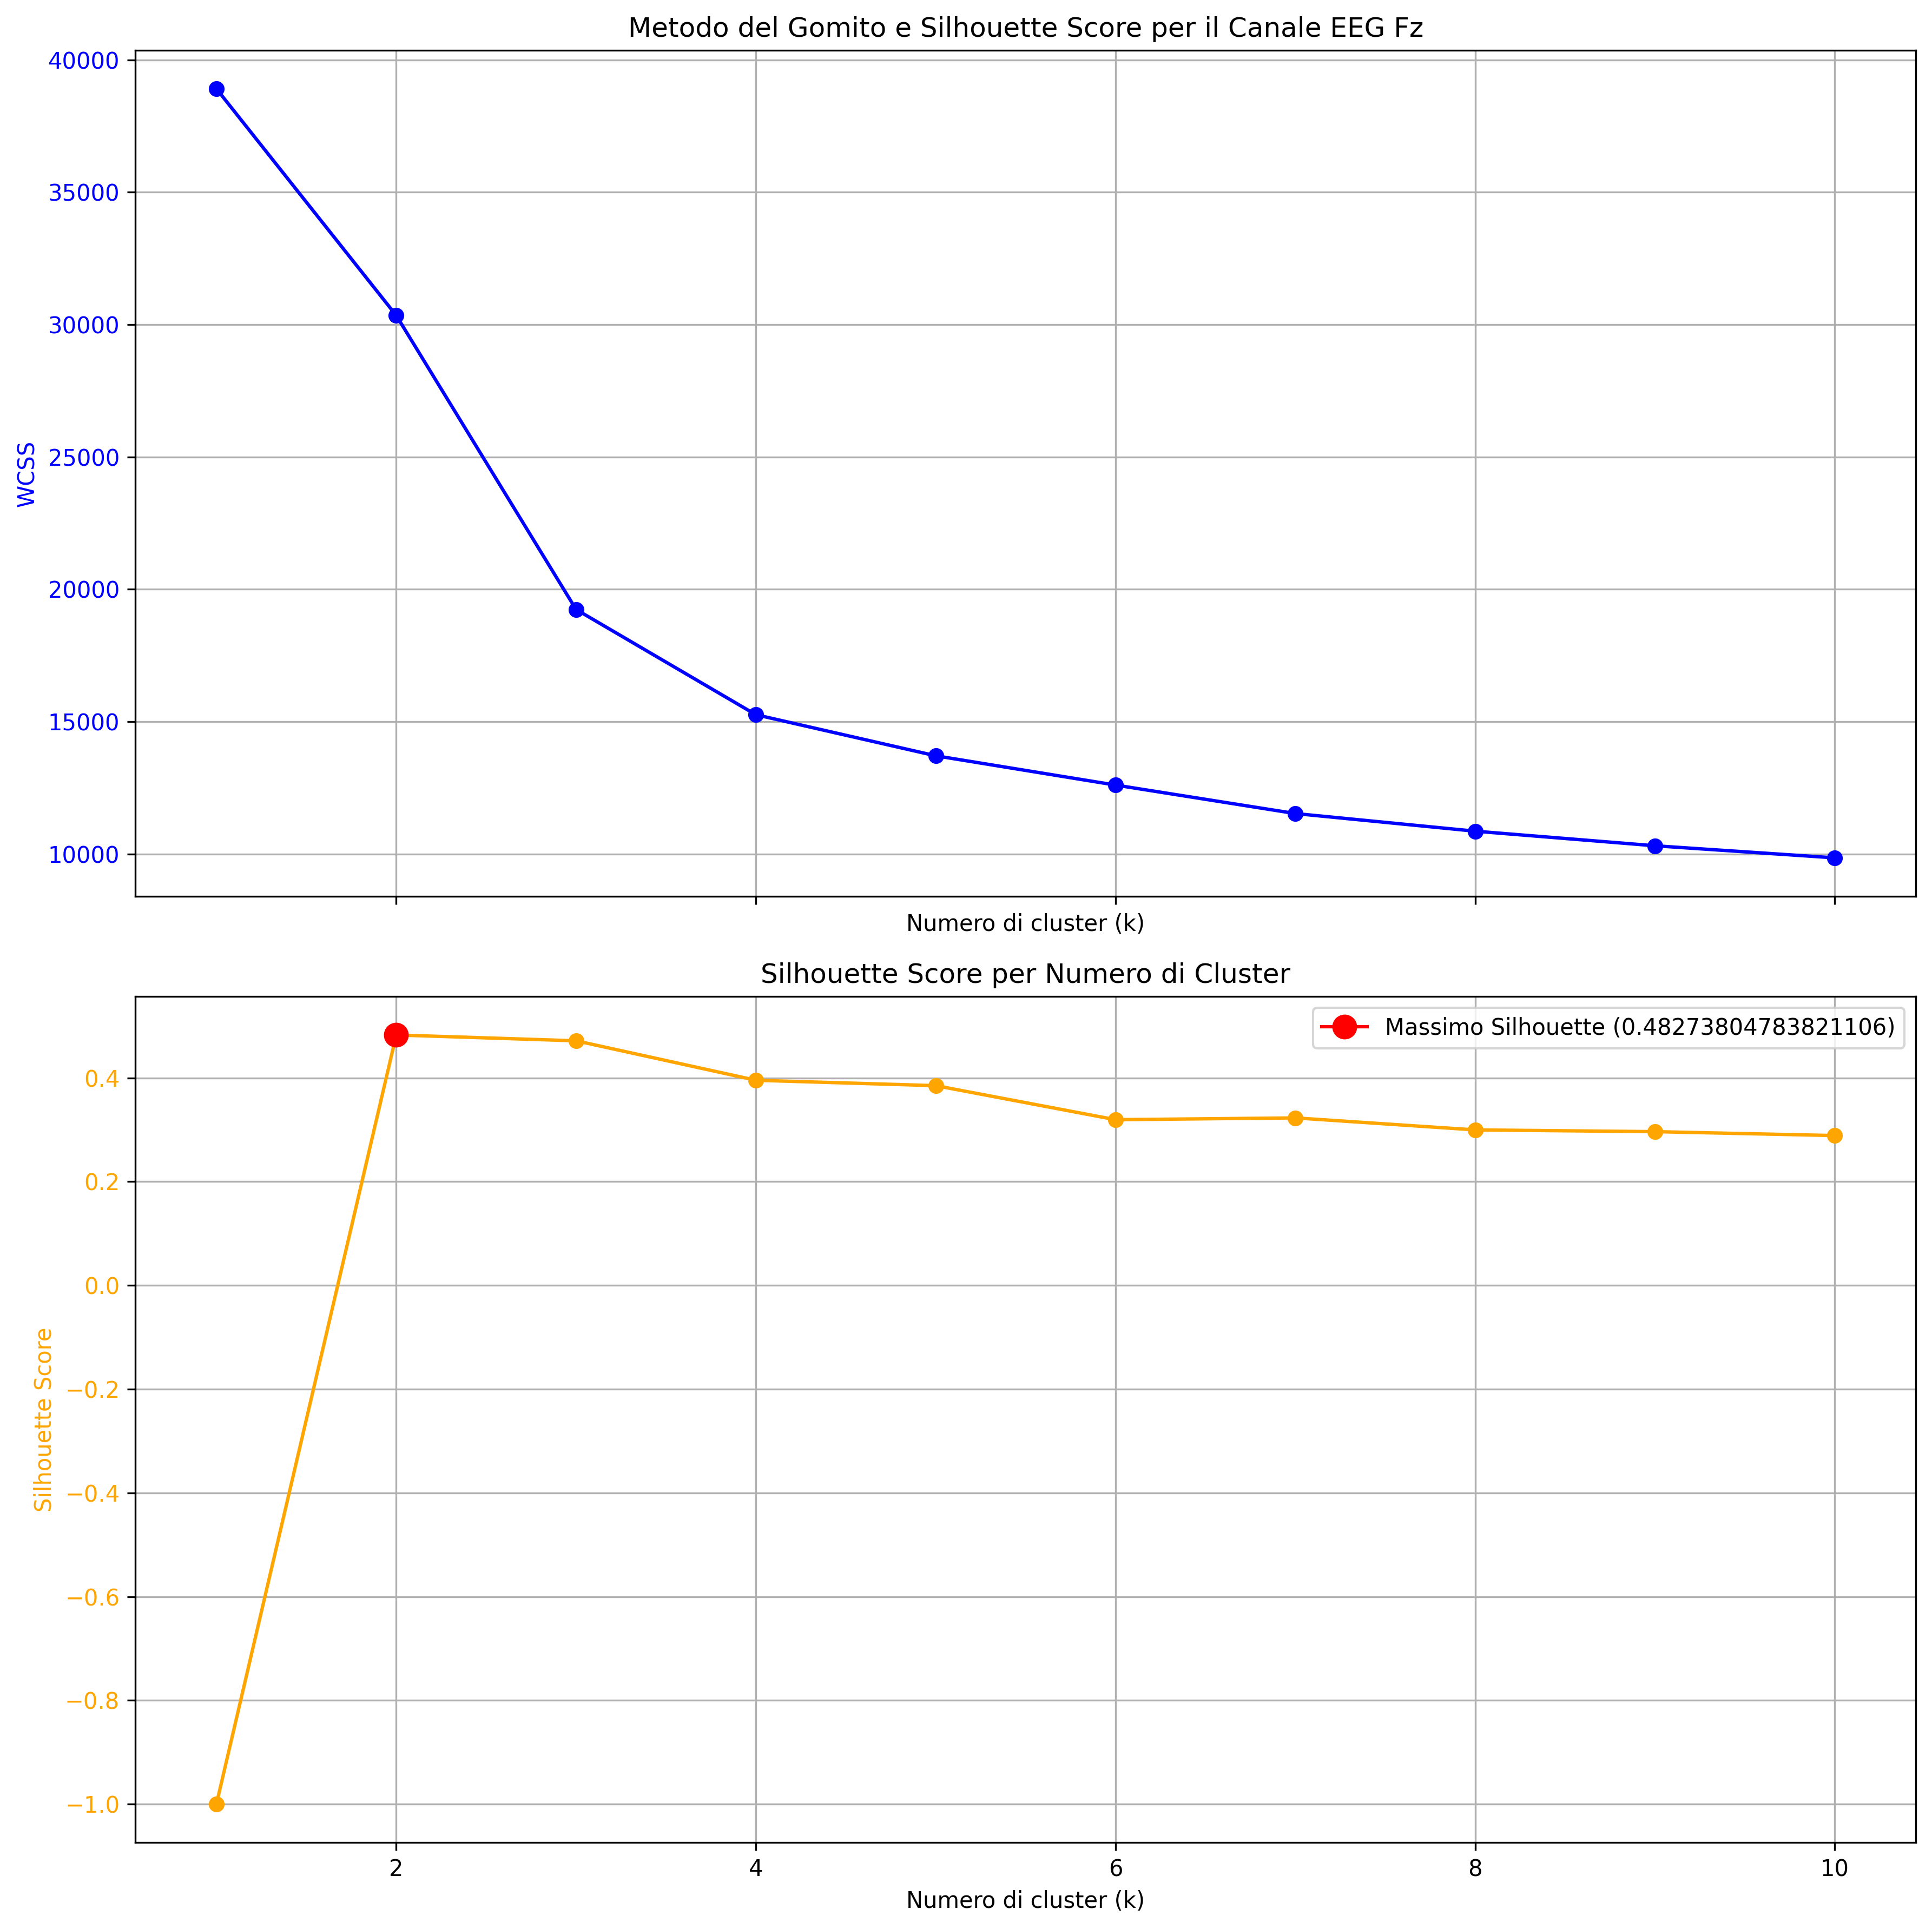 Metodo del Gomito e Silhouette Score per il Canale EEG Fz
40000
35000
30000
25000
20000
15000
10000
WCSS
Numero di cluster (k)
Silhouette Score per Numero di Cluster
Massimo Silhouette (0.48273804783821106)
0.4
0.2
0.0
−0.2
−0.4
−0.6
−0.8
−1.0
Silhouette Score
2 4 6 8 10
Numero di cluster (k)